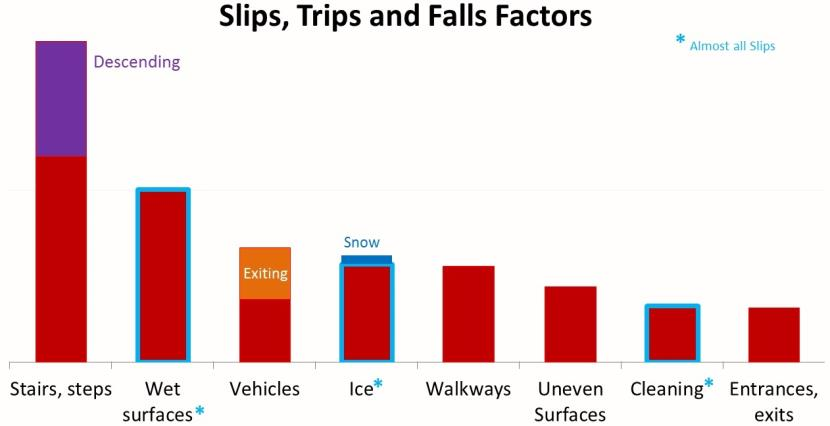 Slips, Trips and Falls Factors
* Almost all Slips
Descending
Snow
Exiting
Stairs, steps
Wet
surfaces*
Vehicles
Ice*
Walkways
Uneven
Surfaces
Cleaning*
Entrances,
exits